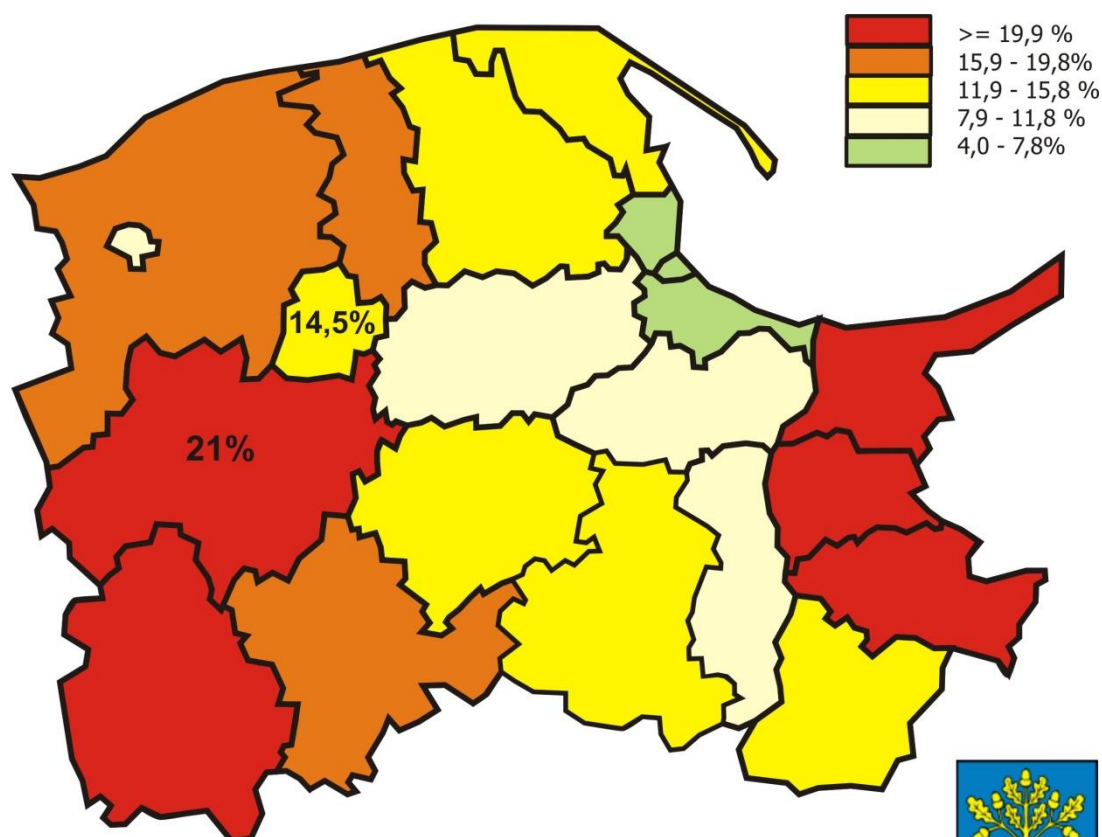 >= 19,9 %
15,9 - 19,8%
11,9 - 15,8 %
7,9 - 11,8 %
4,0 - 7,8%
14,5%
21%